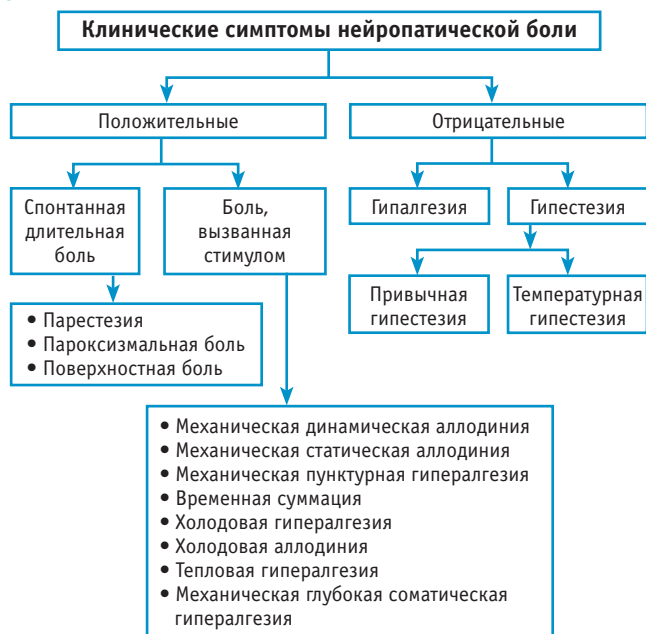 Клинические симптомы нейропатической боли
Положительные
Отрицательные
Спонтанная
длительная
боль
Боль,
вызванная
стимулом
Гипалгезия
Гипестезия
Привычная
гипестезия
Температурная
гипестезия
• Парестезия
• Пароксизмальная боль
• Поверхностная боль
• Механическая динамическая аллодиния
• Механическая статическая аллодиния
• Механическая пунктурная гипералгезия
• Временная суммация
• Холодовая гипералгезия
• Холодовая аллодиния
• Тепловая гипералгезия
• Механическая глубокая соматическая
гипералгезия